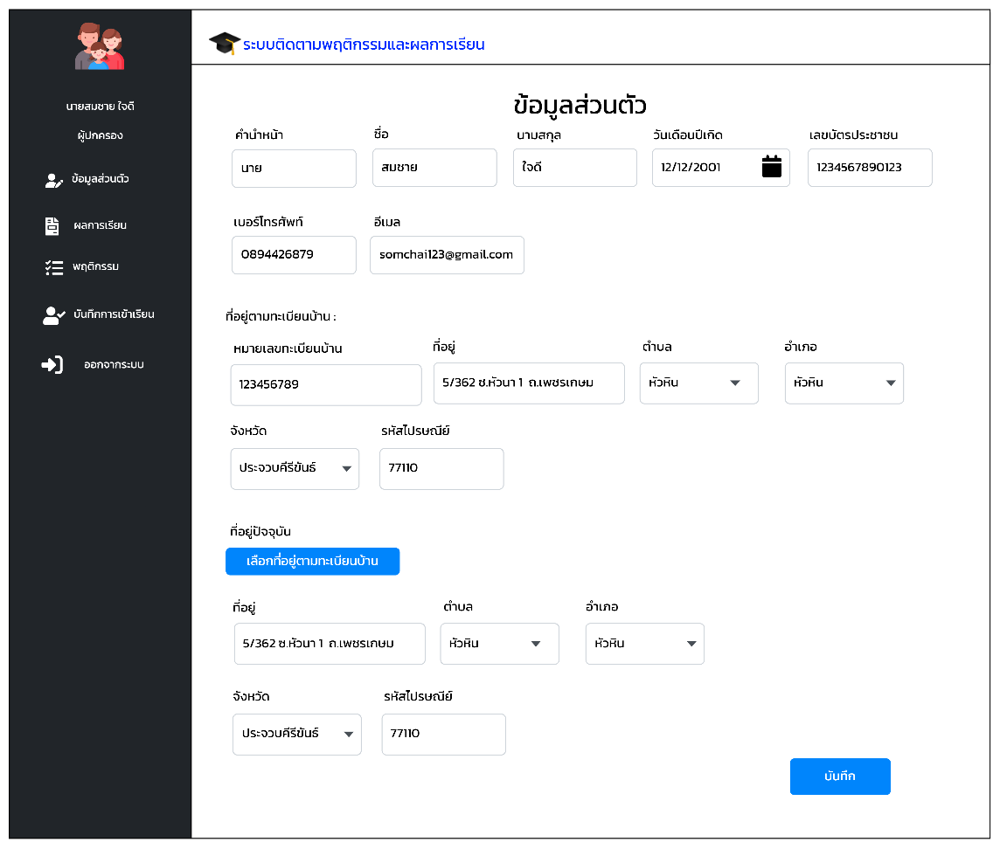 ระบบติดตามพฤติกรรมและผลการเรียน
นายสมชาย ใจดี
ผู้ปกครอง
ข้อมูลส่วนตัว
ผลการเรียน
พฤติกรรม
บันทึกการเข้าเรียน
ออกจากระบบ
ข้อมูลส่วนตัว
คำนำหน้า ชื่อ นามสกุล วันเดือนปีเกิด เลขบัตรประชาชน
นาย สมชาย ใจดี 12/12/2001 1234567890123
เบอร์โทรศัพท์ อีเมล
0894426879 somchai123@gmail.com
ที่อยู่ตามทะเบียนบ้าน :
หมายเลขทะเบียนบ้าน ที่อยู่ ตำบล อำเภอ
123456789 5/362 ซ.หัวนา 1 ถ.เพชรเกษม หัวหิน หัวหิน
จังหวัด รหัสไปรษณีย์
ประจวบคีรีขันธ์ 77110
ที่อยู่ปัจจุบัน
เลือกที่อยู่ตามทะเบียนบ้าน
ที่อยู่ ตำบล อำเภอ
5/362 ซ.หัวนา 1 ถ.เพชรเกษม หัวหิน หัวหิน
จังหวัด รหัสไปรษณีย์
ประจวบคีรีขันธ์ 77110
บันทึก